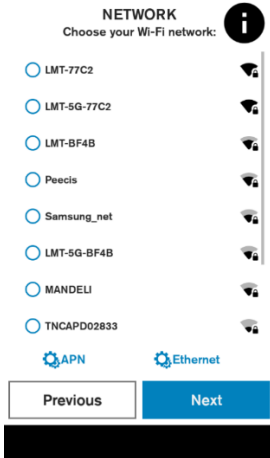 NETWORK
Choose your Wi-Fi network:
i
LMT-77C2
LMT-5G-77C2
LMT-BF4B
Peecis
Samsung_net
LMT-5G-BF4B
MANDELI
TNCAPD02833
APN Ethernet
Previous Next